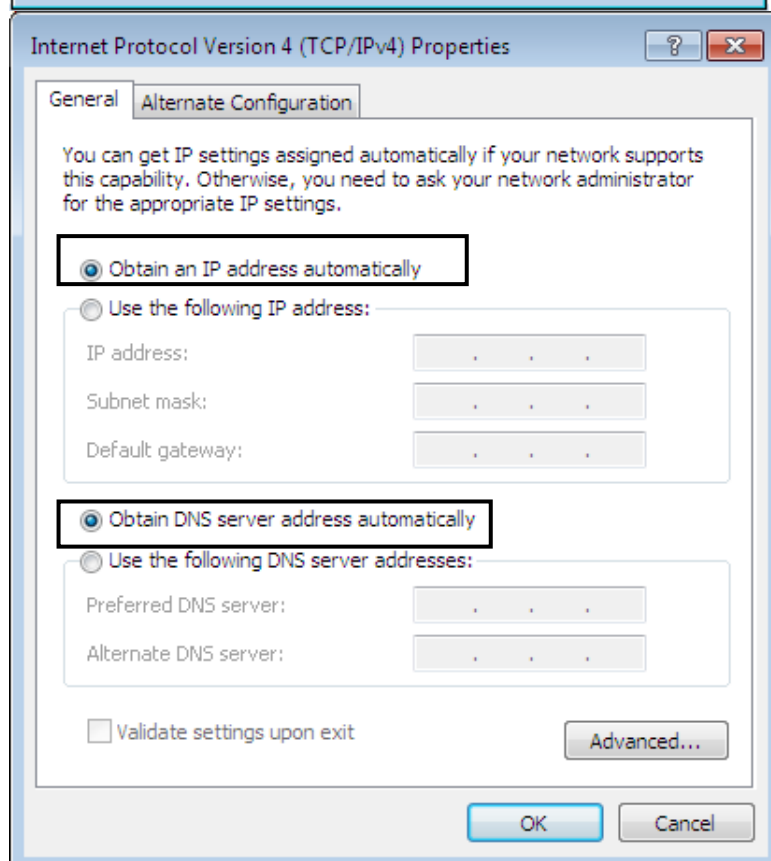 Internet Protocol Version 4 (TCP/IPv4) Properties
General
Alternate Configuration
You can get IP settings assigned automatically if your network supports
this capability. Otherwise, you need to ask your network administrator
for the appropriate IP settings.
Obtain an IP address automatically
Use the following IP address:
IP address:
Subnet mask:
Default gateway:
Obtain DNS server address automatically
Use the following DNS server addresses:
Preferred DNS server:
Alternate DNS server:
Validate settings upon exit
Advanced...
OK
Cancel